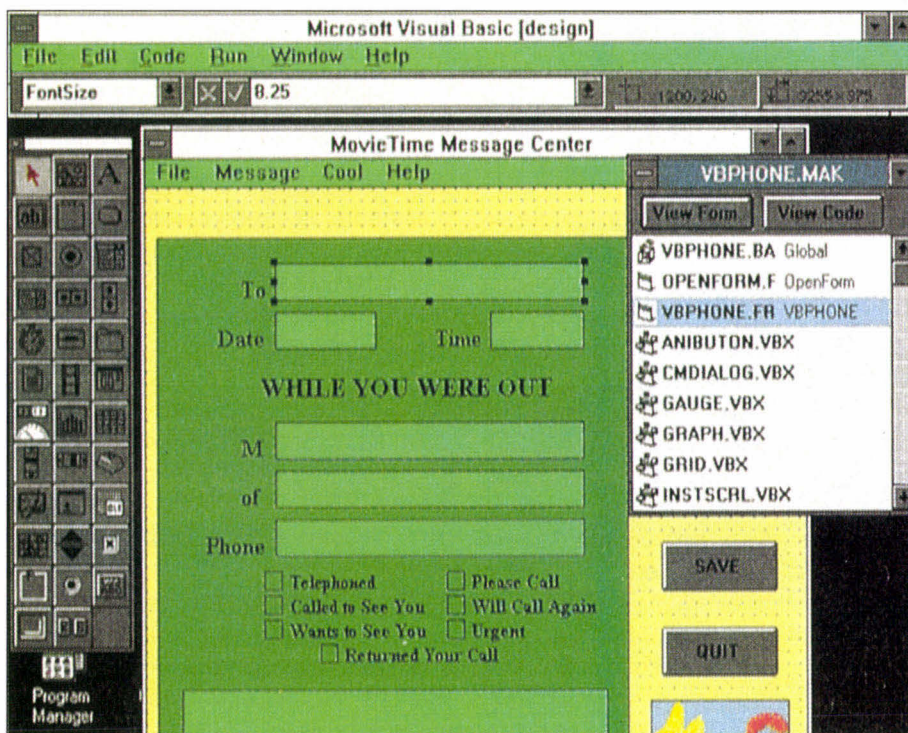 Microsoft Visual Basic [design]
File Edit Code Run Window Help
FontSize 8.25 1200, 240 3255 × 375
MovieTime Message Center
File Message Cool Help
VBPHONE.MAK
View Form View Code
VBPHONE.BA Global
OPENFORM.F OpenForm
VBPHONE.FR VBPHONE
ANIBUTON.VBX
CMDIALOG.VBX
GAUGE.VBX
GRAPH.VBX
GRID.VBX
INSTSCRL.VBX
A
ab
To
Date Time
WHILE YOU WERE OUT
M
of
Phone
Telephoned Please Call
Called to See You Will Call Again
Wants to See You Urgent
Returned Your Call
SAVE
QUIT
Program
Manager